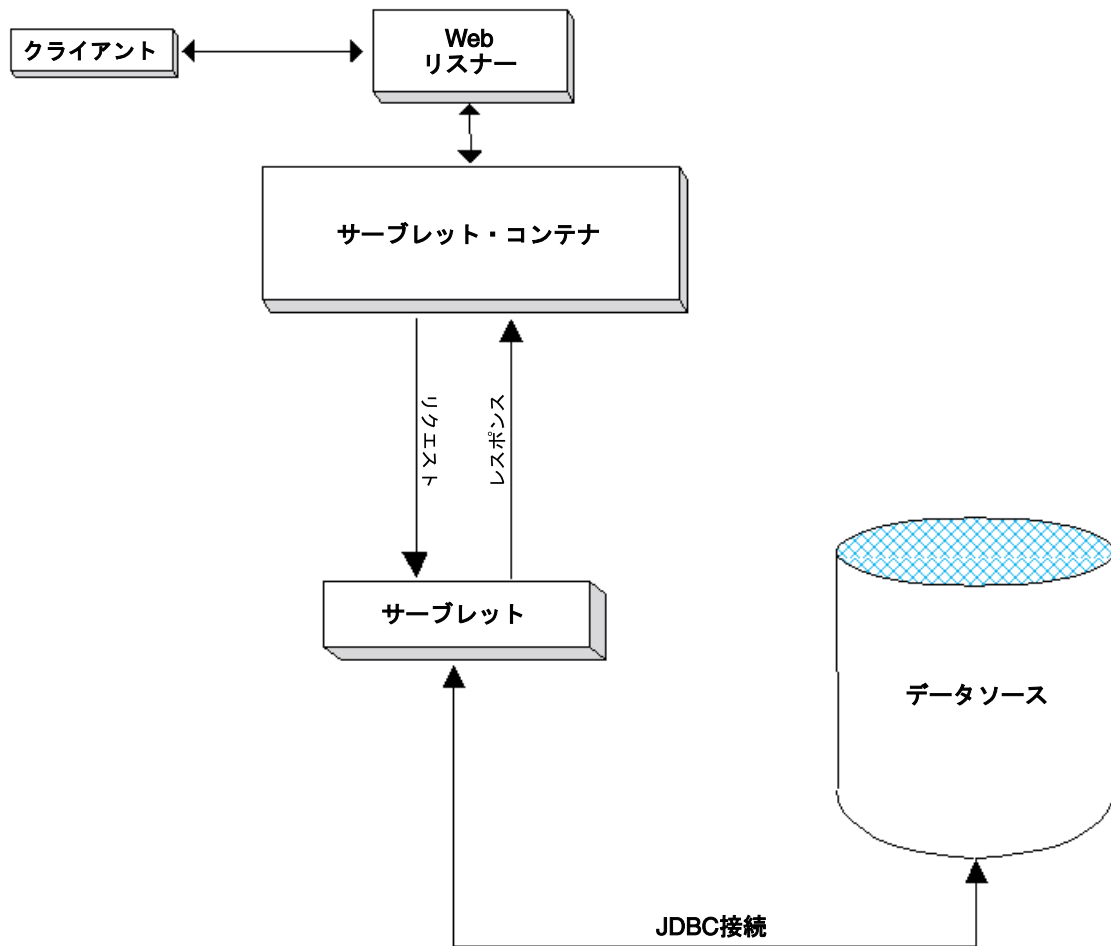 クライアント
Web
リスナー
サーブレット・コンテナ
リクエスト
レスポンス
サーブレット
データソース
JDBC接続